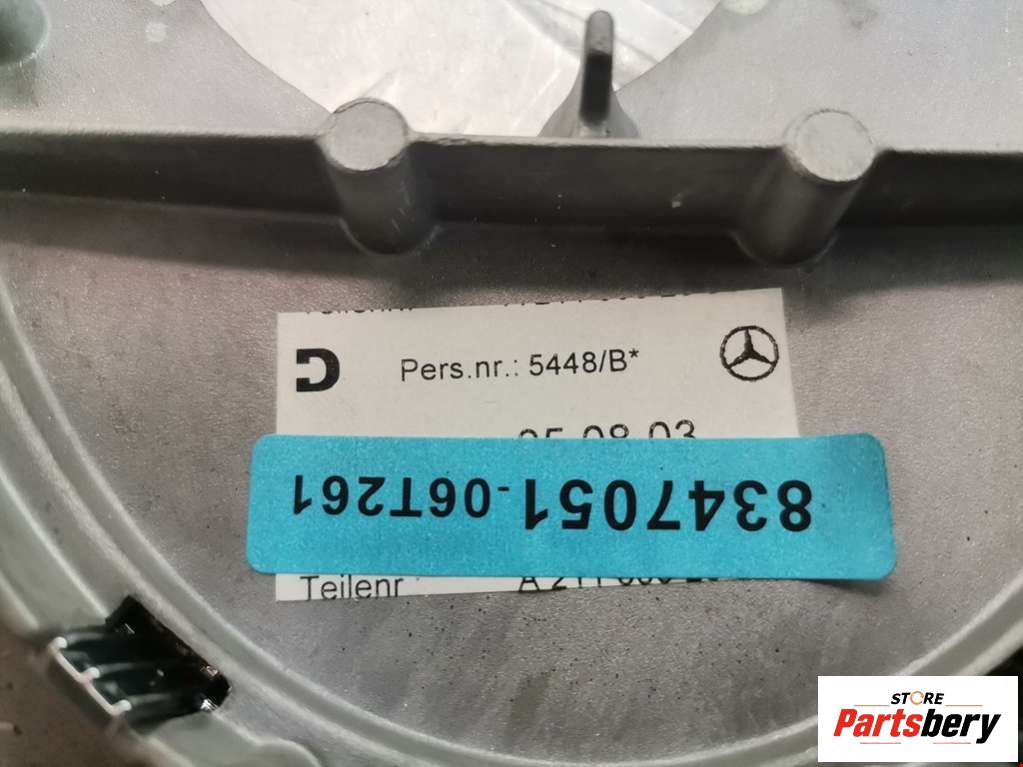 Pers.nr.: 5448/B*
8347051-06T261
Teilenr
STORE
Partsbery